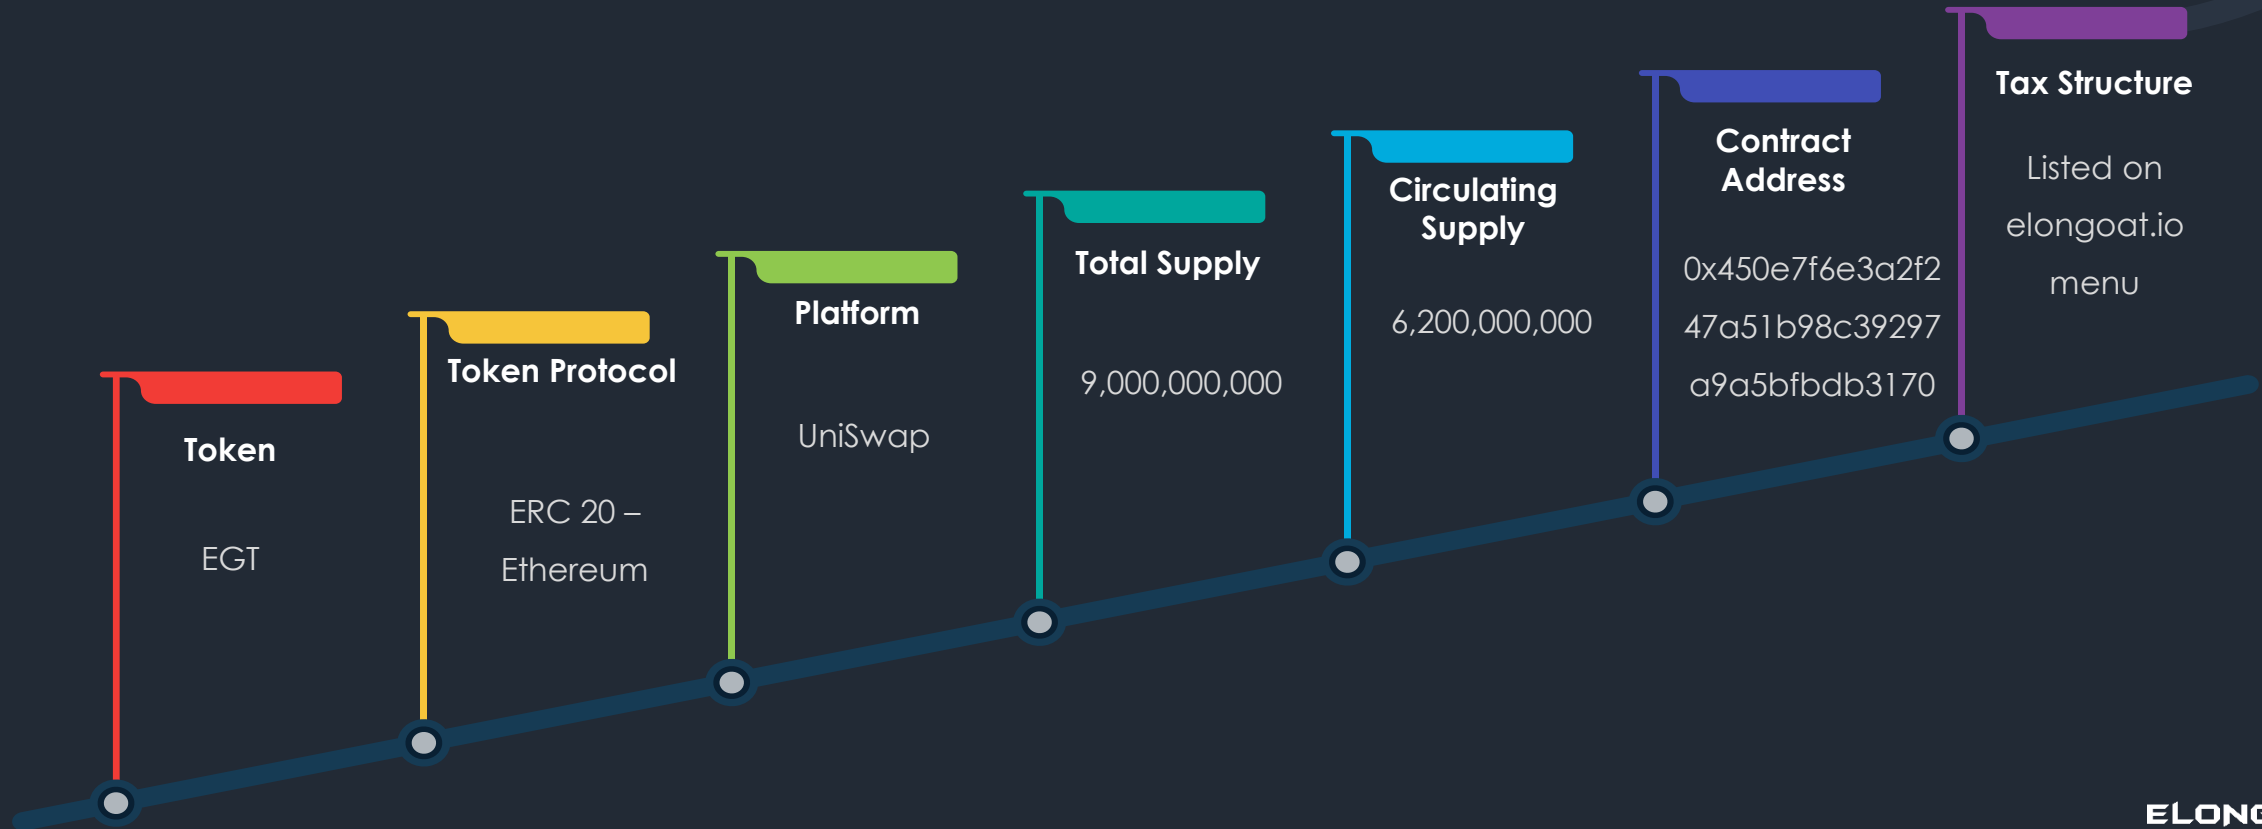 Token
EGT
Token Protocol
ERC 20 –
Ethereum
Platform
UniSwap
Total Supply
9,000,000,000
Circulating
Supply
6,200,000,000
Contract
Address
0x450e7f6e3a2f2
47a51b98c39297
a9a5bfbdb3170
Tax Structure
Listed on
elongoat.io
menu